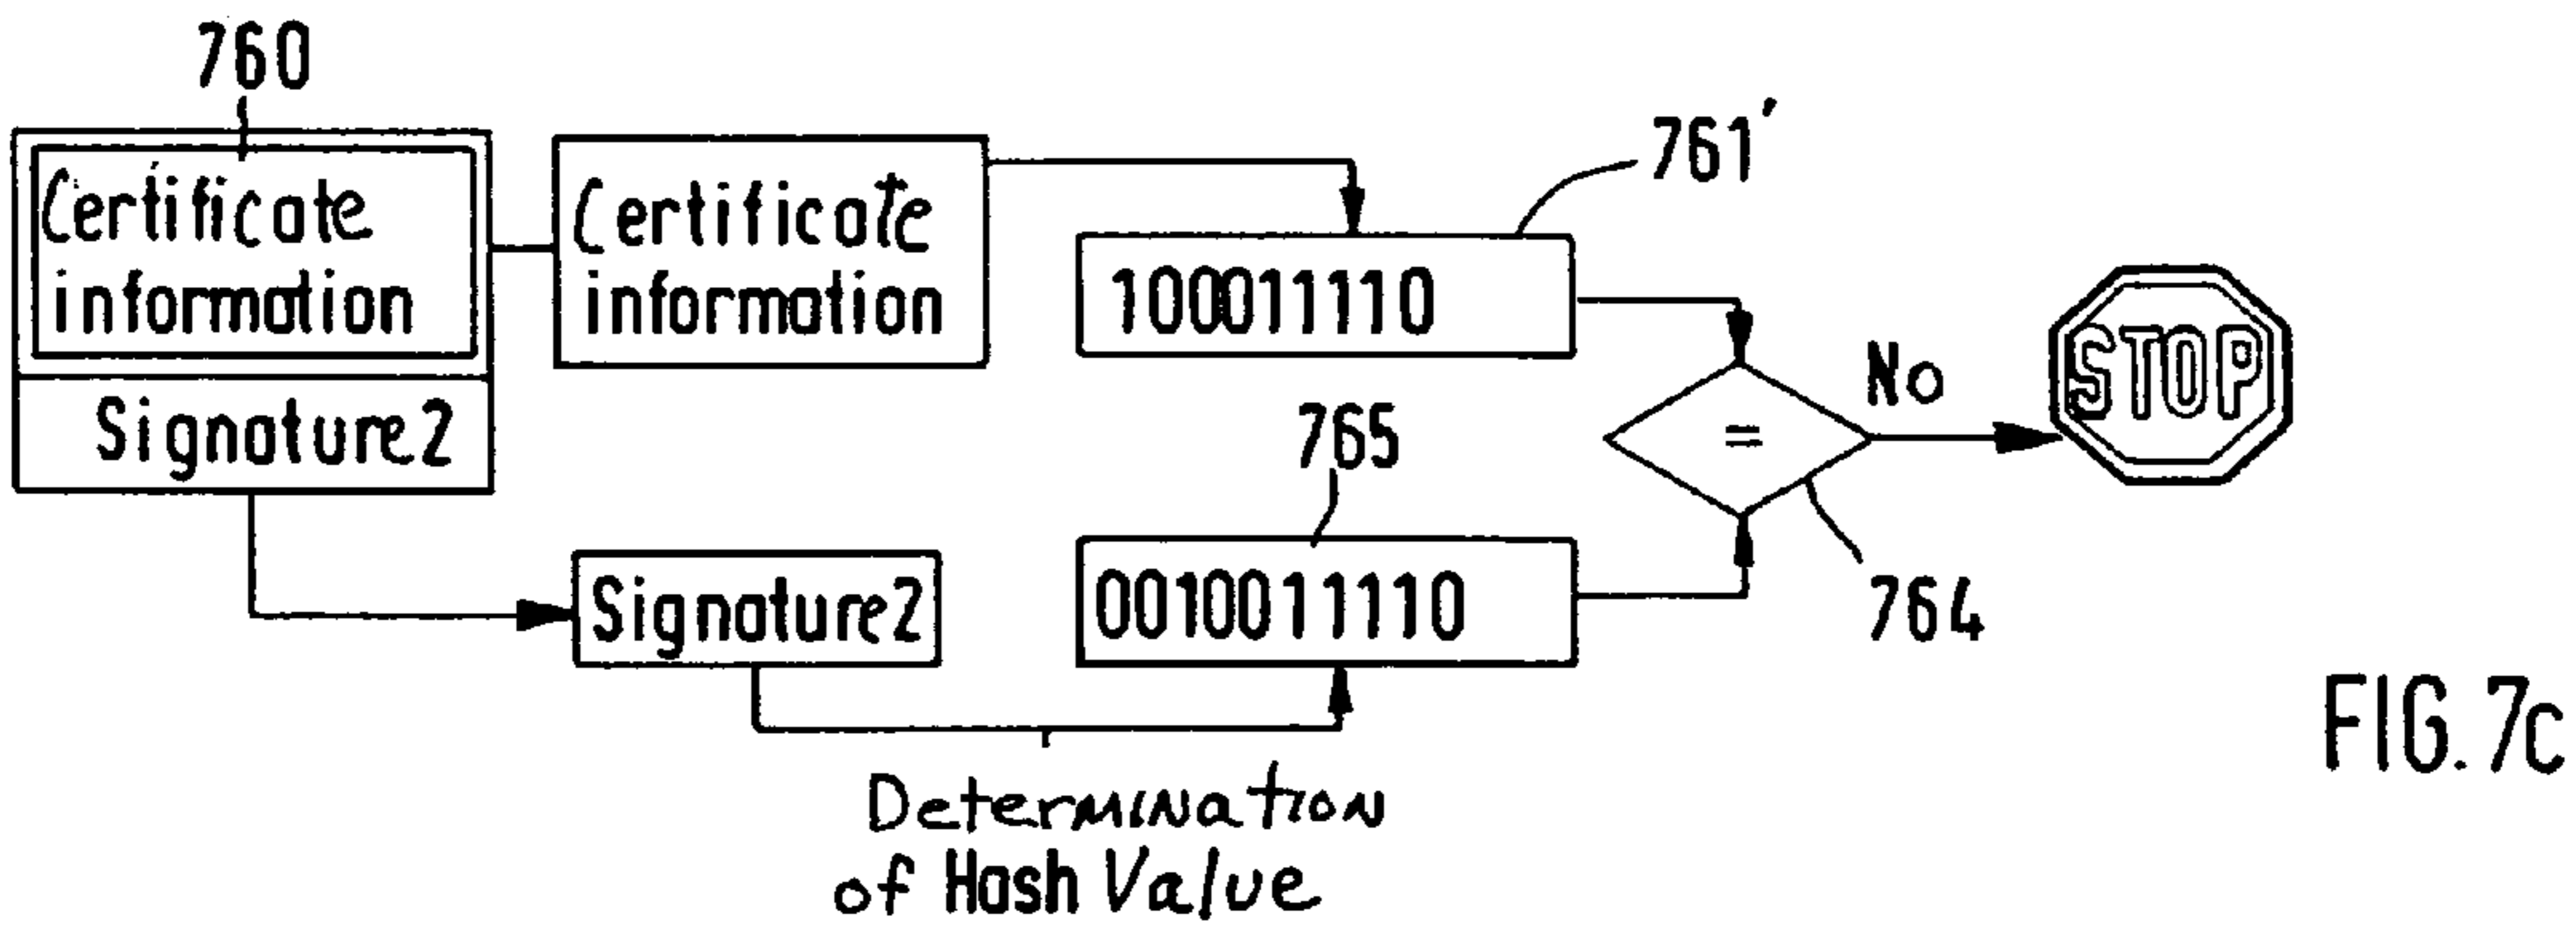 760
Certificate
information
Signature2
Certificate
information
761'
100011110
=
No
STOP
764
765
0010011110
Signature2
Determination
of Hash Value
FIG. 7c